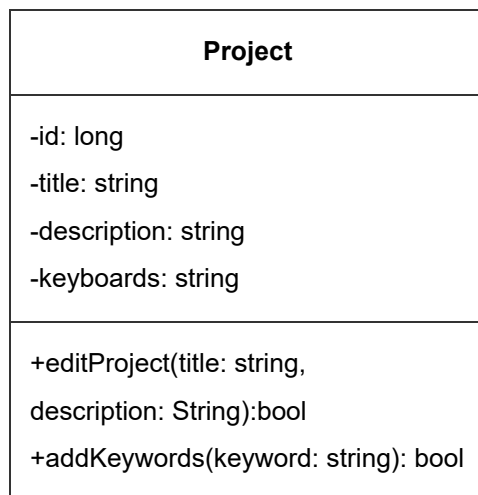 Project
-id: long
-title: string
-description: string
-keyboards: string
+editProject(title: string,
description: String):bool
+addKeywords(keyword: string): bool